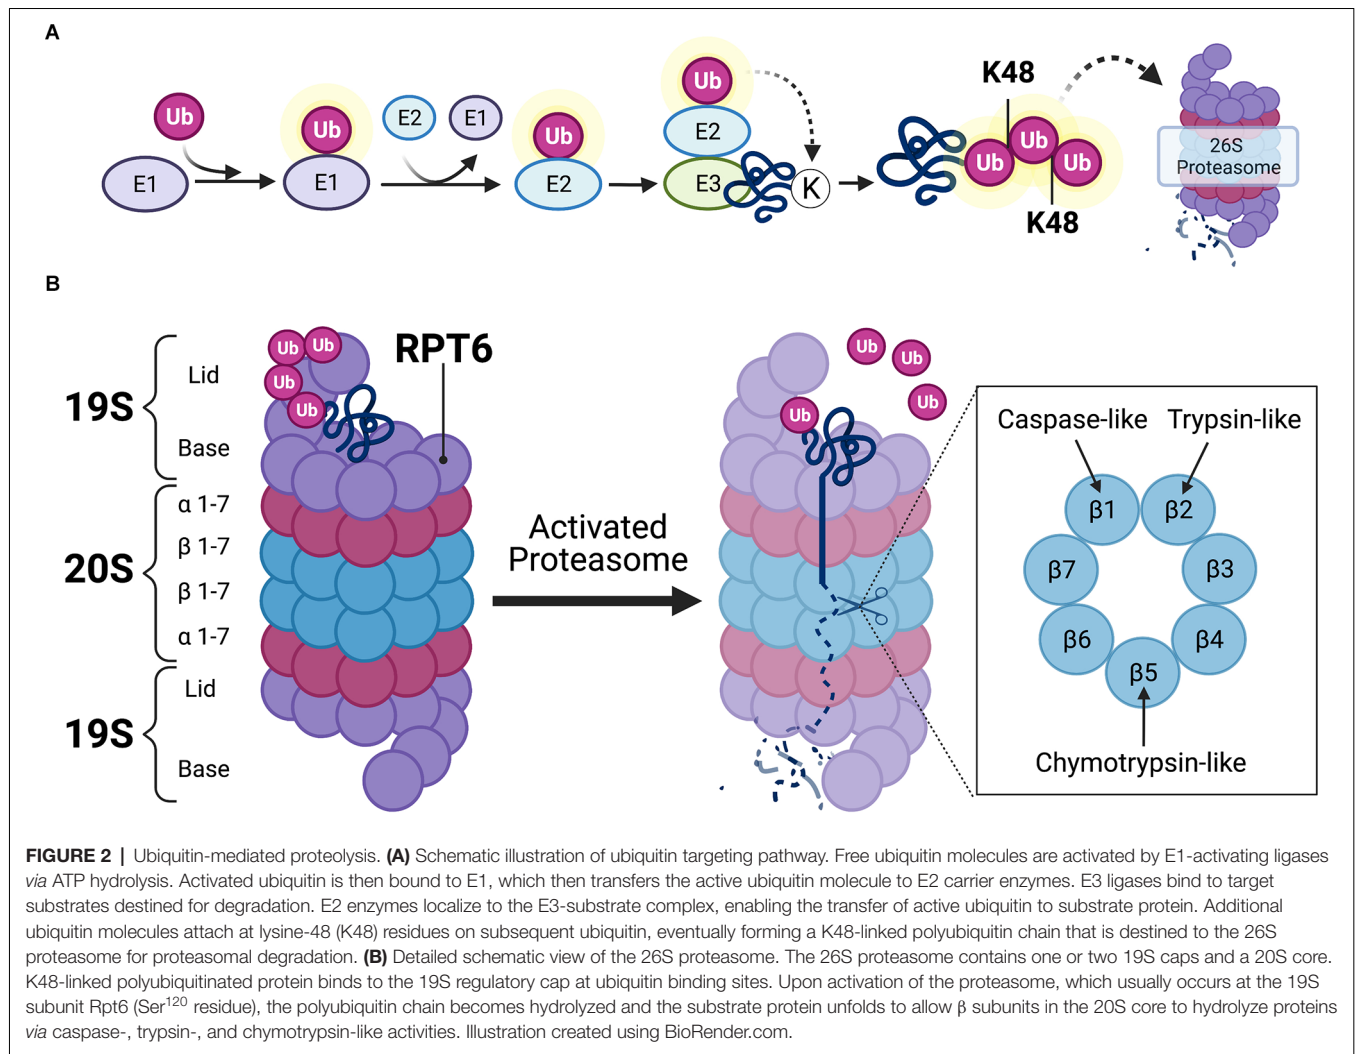 A
Ub
E1
Ub
E1
E2
E1
Ub
E2
Ub
E2
E3
K
K48
Ub
Ub
Ub
K48
26S
Proteasome
B
19S
Lid
Base
20S
α 1-7
β 1-7
β 1-7
α 1-7
19S
Lid
Base
Ub
Ub
Ub
Ub
RPT6
Activated
Proteasome
Ub
Ub
Ub
Ub
Caspase-like
Trypsin-like
β1
β2
β7
β3
β6
β4
β5
Chymotrypsin-like
FIGURE 2 | Ubiquitin-mediated proteolysis. (A) Schematic illustration of ubiquitin targeting pathway. Free ubiquitin molecules are activated by E1-activating ligases
via ATP hydrolysis. Activated ubiquitin is then bound to E1, which then transfers the active ubiquitin molecule to E2 carrier enzymes. E3 ligases bind to target
substrates destined for degradation. E2 enzymes localize to the E3-substrate complex, enabling the transfer of active ubiquitin to substrate protein. Additional
ubiquitin molecules attach at lysine-48 (K48) residues on subsequent ubiquitin, eventually forming a K48-linked polyubiquitin chain that is destined to the 26S
proteasome for proteasomal degradation. (B) Detailed schematic view of the 26S proteasome. The 26S proteasome contains one or two 19S caps and a 20S core.
K48-linked polyubiquitinated protein binds to the 19S regulatory cap at ubiquitin binding sites. Upon activation of the proteasome, which usually occurs at the 19S
subunit Rpt6 (Ser120 residue), the polyubiquitin chain becomes hydrolyzed and the substrate protein unfolds to allow β subunits in the 20S core to hydrolyze proteins
via caspase-, trypsin-, and chymotrypsin-like activities. Illustration created using BioRender.com.